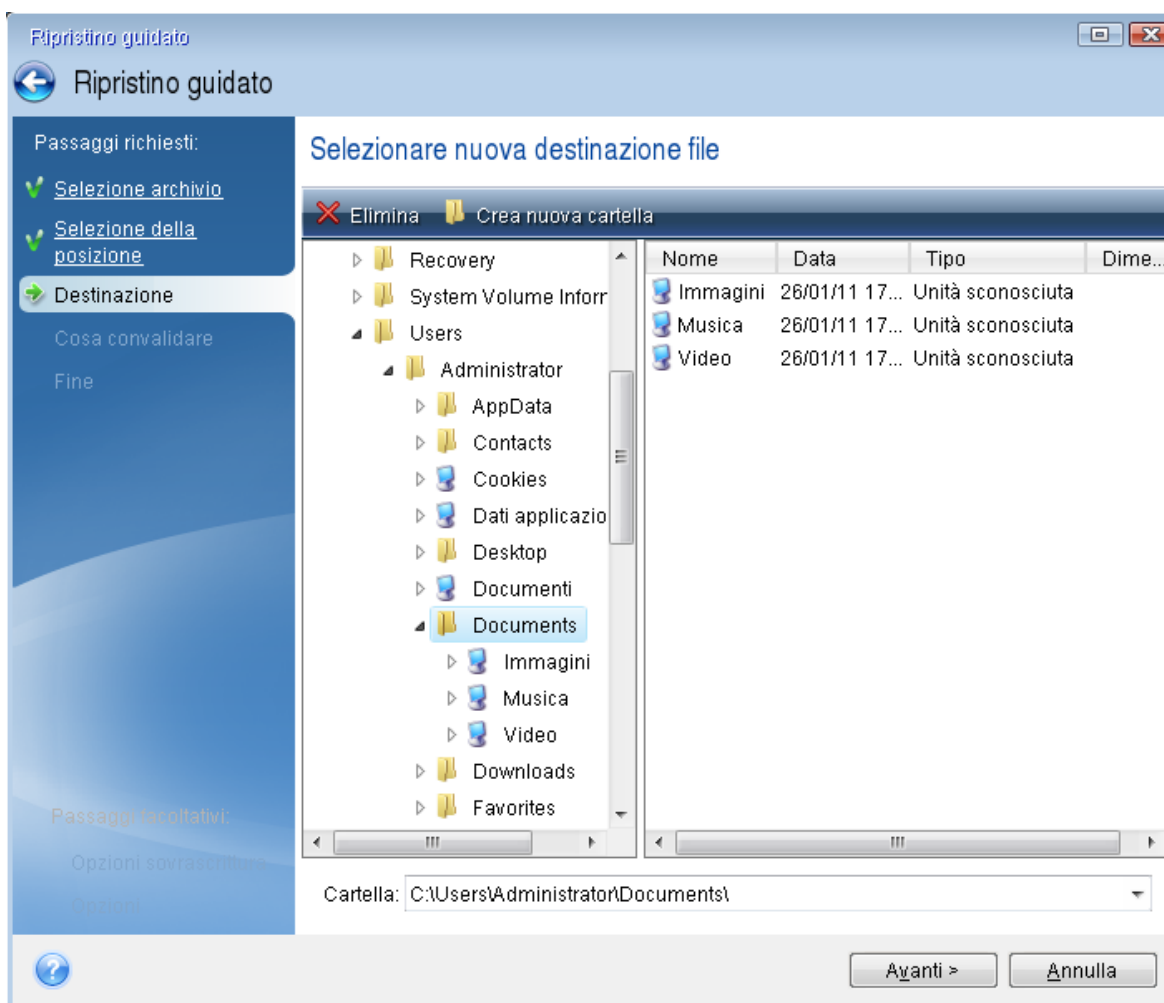 Ripristino guidato
Ripristino guidato
Passaggi richiesti:
Selezione archivio
Selezione della
posizione
Destinazione
Cosa convalidare
Fine
Passaggi facoltativi:
Opzioni sovrascrittura
Opzioni
Selezionare nuova destinazione file
Elimina Crea nuova cartella
Recovery
System Volume Inforr
Users
Administrator
AppData
Contacts
Cookies
Dati applicazio
Desktop
Documenti
Documents
Immagini
Musica
Video
Downloads
Favorites
Nome Data Tipo Dime...
Immagini 26/01/11 17... Unità sconosciuta
Musica 26/01/11 17... Unità sconosciuta
Video 26/01/11 17... Unità sconosciuta
Cartella: C:\Users\Administrator\Documents\
Avanti > Annulla